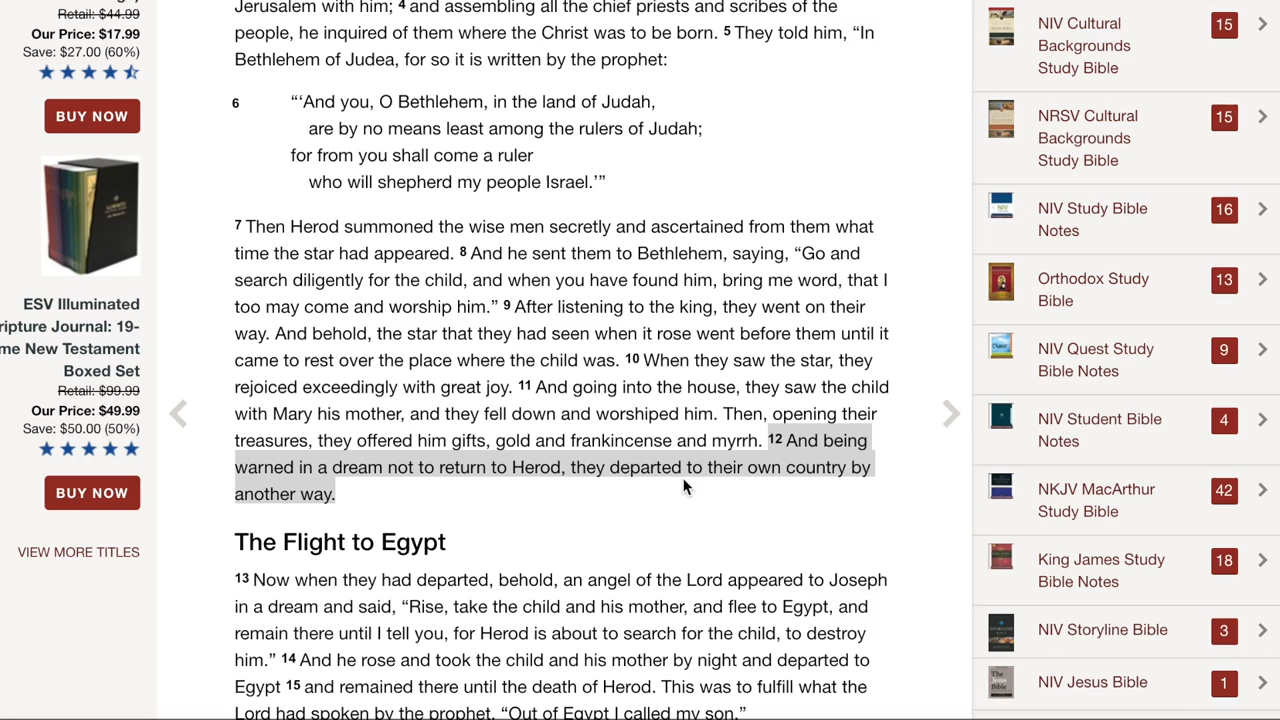 Retail: $44.99
Our Price: $17.99
Save: $27.00 (60%)
BUY NOW
ESV Illuminated
ripture Journal: 19-
me New Testament
Boxed Set
Retail: $99.99
Our Price: $49.99
Save: $50.00 (50%)
BUY NOW
VIEW MORE TITLES
Jerusalem with him; 4 and assembling all the chief priests and scribes of the
people, he inquired of them where the Christ was to be born. 5 They told him, “In
Bethlehem of Judea, for so it is written by the prophet:
6 “‘And you, O Bethlehem, in the land of Judah,
are by no means least among the rulers of Judah;
for from you shall come a ruler
who will shepherd my people Israel.’”
7 Then Herod summoned the wise men secretly and ascertained from them what
time the star had appeared. 8 And he sent them to Bethlehem, saying, “Go and
search diligently for the child, and when you have found him, bring me word, that I
too may come and worship him.” 9 After listening to the king, they went on their
way. And behold, the star that they had seen when it rose went before them until it
came to rest over the place where the child was. 10 When they saw the star, they
rejoiced exceedingly with great joy. 11 And going into the house, they saw the child
with Mary his mother, and they fell down and worshiped him. Then, opening their
treasures, they offered him gifts, gold and frankincense and myrrh. 12 And being
warned in a dream not to return to Herod, they departed to their own country by
another way.
The Flight to Egypt
13 Now when they had departed, behold, an angel of the Lord appeared to Joseph
in a dream and said, “Rise, take the child and his mother, and flee to Egypt, and
remain there until I tell you, for Herod is about to search for the child, to destroy
him.” 14 And he rose and took the child and his mother by night and departed to
Egypt 15 and remained there until the death of Herod. This was to fulfill what the
Lord had spoken by the prophet, “Out of Egypt I called my son.”
NIV Cultural
Backgrounds
Study Bible
15
NRSV Cultural
Backgrounds
Study Bible
15
NIV Study Bible
Notes
16
Orthodox Study
Bible
13
NIV Quest Study
Bible Notes
9
NIV Student Bible
Notes
4
NKJV MacArthur
Study Bible
42
King James Study
Bible Notes
18
NIV Storyline Bible
3
NIV Jesus Bible
1